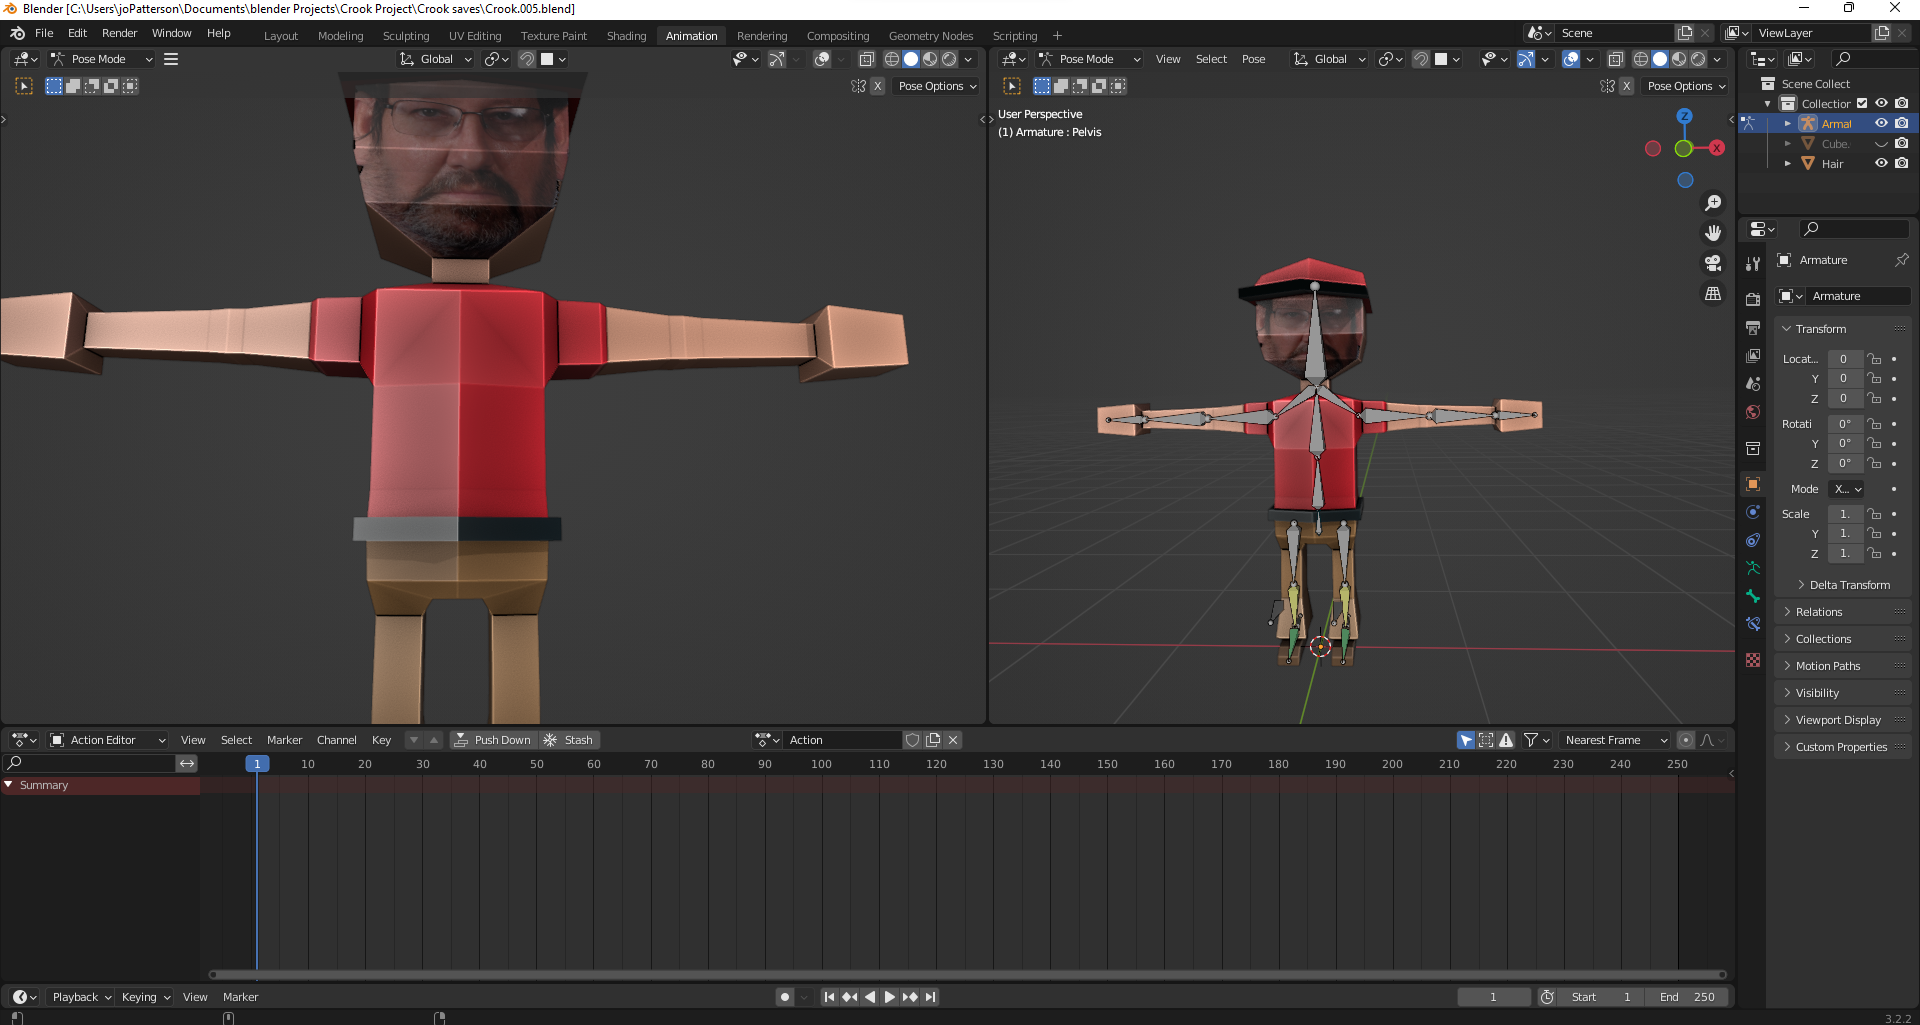 Blender [C:\Users\joPatterson\Documents\blender Projects\Crook Project\Crook saves\Crook.005.blend]
File Edit Render Window Help Layout Modeling Sculpting UV Editing Texture Paint Shading Animation Rendering Compositing Geometry Nodes Scripting + Scene ViewLayer
Pose Mode Global Pose Mode View Select Pose Global
X Pose Options X Pose Options
Scene Collect
Collectior
Armat
Cube.
Hair
User Perspective
(1) Armature : Pelvis
Z
X
Armature
Armature
Transform
Locat... 0
Y 0
Z 0
Rotati 0°
Y 0°
Z 0°
Mode X...
Scale 1.
Y 1.
Z 1.
Delta Transform
Relations
Collections
Motion Paths
Visibility
Viewport Display
Custom Properties
Action Editor View Select Marker Channel Key Push Down Stash Action Nearest Frame
1 10 20 30 40 50 60 70 80 90 100 110 120 130 140 150 160 170 180 190 200 210 220 230 240 250
Summary
Playback Keying View Marker 1 Start 1 End 250
3.2.2